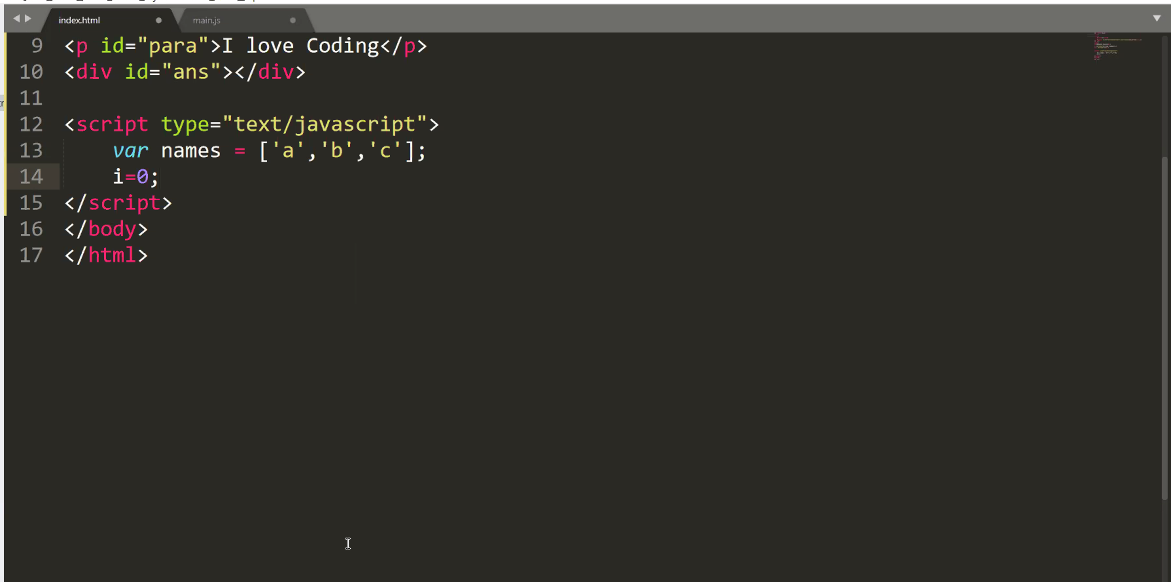 index.html
main.js
9 <p id="para">I love Coding</p>
10 <div id="ans"></div>
11
12 <script type="text/javascript">
13 var names = ['a','b','c'];
14 i=0;
15 </script>
16 </body>
17 </html>